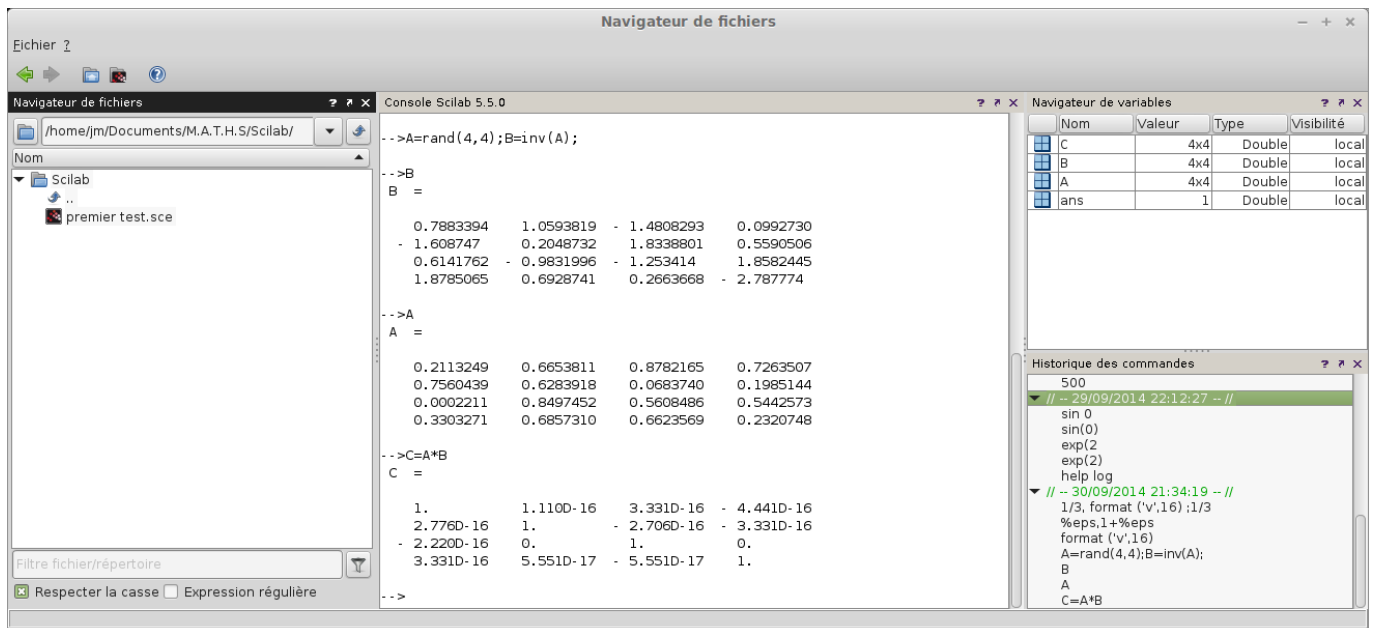 Navigateur de fichiers
Fichier ?
Navigateur de fichiers
/home/jm/Documents/M.A.T.H.S/Scilab/
Nom
Scilab
..
premier test.sce
Filtre fichier/répertoire
Respecter la casse Expression régulière
Console Scilab 5.5.0
-->A=rand(4,4);B=inv(A);
-->B
B =
0.7883394 1.0593819 - 1.4808293 0.0992730
- 1.608747 0.2048732 1.8338801 0.5590506
0.6141762 - 0.9831996 - 1.253414 1.8582445
1.8785065 0.6928741 0.2663668 - 2.787774
-->A
A =
0.2113249 0.6653811 0.8782165 0.7263507
0.7560439 0.6283918 0.0683740 0.1985144
0.0002211 0.8497452 0.5608486 0.5442573
0.3303271 0.6857310 0.6623569 0.2320748
-->C=A*B
C =
1. 1.110D-16 3.331D-16 - 4.441D-16
2.776D-16 1. - 2.706D-16 - 3.331D-16
- 2.220D-16 0. 1. 0.
3.331D-16 5.551D-17 - 5.551D-17 1.
-->
Navigateur de variables
Nom Valeur Type Visibilité
C 4x4 Double local
B 4x4 Double local
A 4x4 Double local
ans 1 Double local
Historique des commandes
500
// -- 29/09/2014 22:12:27 -- //
sin 0
sin(0)
exp(2
exp(2)
help log
// -- 30/09/2014 21:34:19 -- //
1/3, format ('v',16) ;1/3
%eps,1+%eps
format ('v',16)
A=rand(4,4);B=inv(A);
B
A
C=A*B